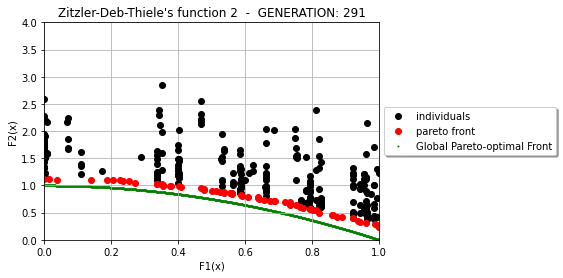 Zitzler-Deb-Thiele's function 2 - GENERATION: 291
4.0
3.5
3.0
2.5
2.0
1.5
1.0
0.5
0.0
F2(x)
0.0 0.2 0.4 0.6 0.8 1.0
F1(x)
individuals
pareto front
Global Pareto-optimal Front